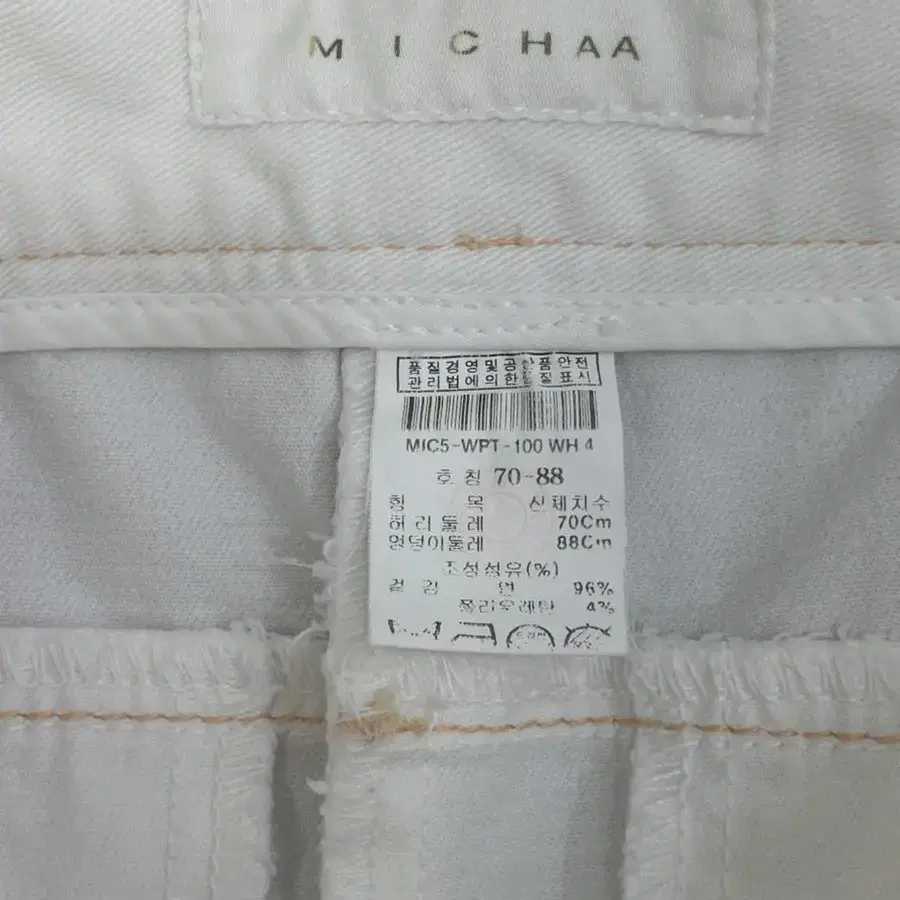 MICHAA
품질경영및공산품안전
관리법에의한품질표시
MIC5-WPT-100 WH 4
호칭 70-88
항 목 신체치수
허리둘레 70Cm
엉덩이둘레 88Cm
조성섬유(%)
겉감 면 96%
폴리우레탄 4%